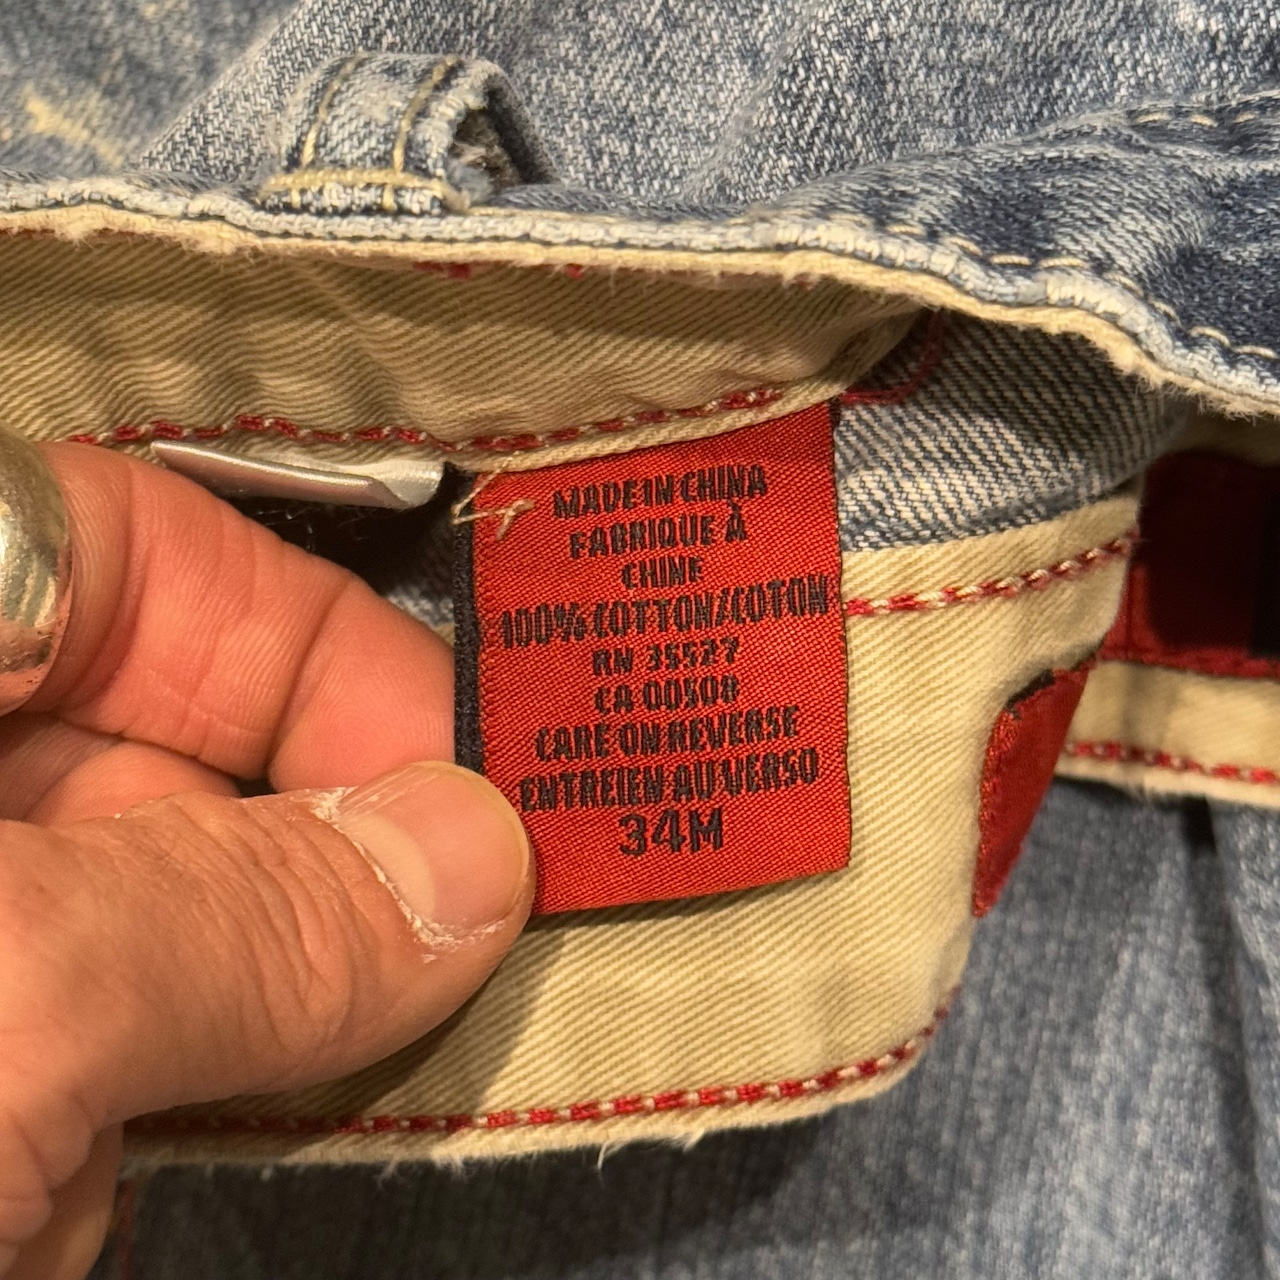 MADE IN CHINA
FABRIQUE À
CHINE
100% COTTON/COTON
RN 35527
CA 00508
CARE ON REVERSE
ENTREIEN AU VERSO
34M